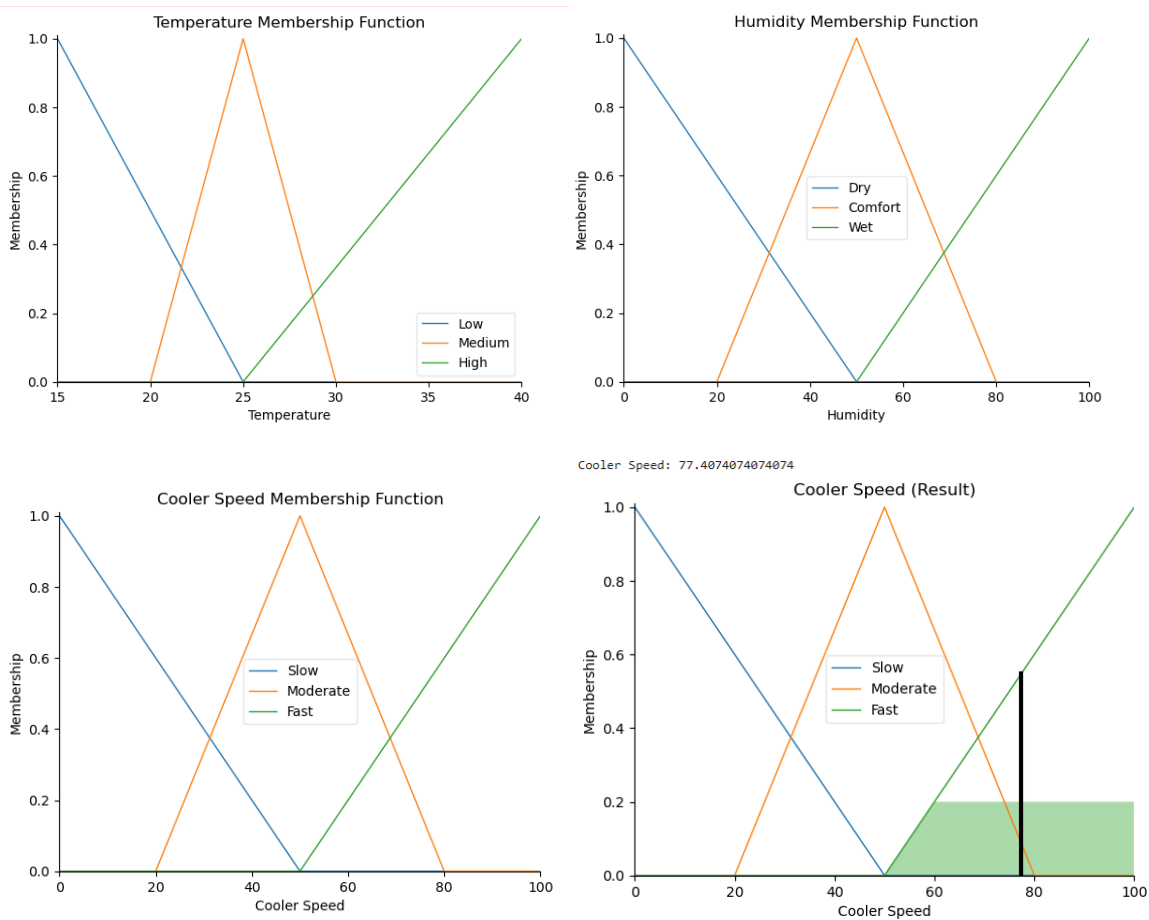 Temperature Membership Function
1.0
0.8
0.6
0.4
0.2
0.0
Membership
Low
Medium
High
15 20 25 30 35 40
Temperature
Humidity Membership Function
1.0
0.8
0.6
0.4
0.2
0.0
Membership
Dry
Comfort
Wet
0 20 40 60 80 100
Humidity
Cooler Speed Membership Function
1.0
0.8
0.6
0.4
0.2
0.0
Membership
Slow
Moderate
Fast
0 20 40 60 80 100
Cooler Speed
Cooler Speed: 77.4074074074074
Cooler Speed (Result)
1.0
0.8
0.6
0.4
0.2
0.0
Membership
Slow
Moderate
Fast
0 20 40 60 80 100
Cooler Speed